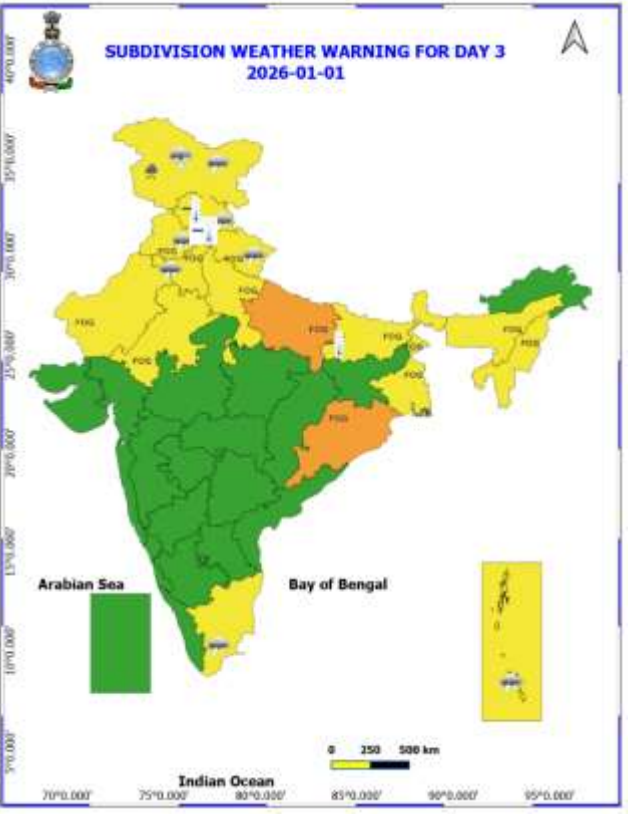 SUBDIVISION WEATHER WARNING FOR DAY 3
2026-01-01
40°0.000'
35°0.000'
30°0.000'
25°0.000'
20°0.000'
15°0.000'
10°0.000'
5°0.000'
FOG
FOG
FOG
FOG
FOG
FOG
FOG
FOG
FOG
FOG
FOG
FOG
FOG
FOG
Arabian Sea
Bay of Bengal
0 250 500 km
Indian Ocean
70°0.000' 75°0.000' 80°0.000' 85°0.000' 90°0.000' 95°0.000'